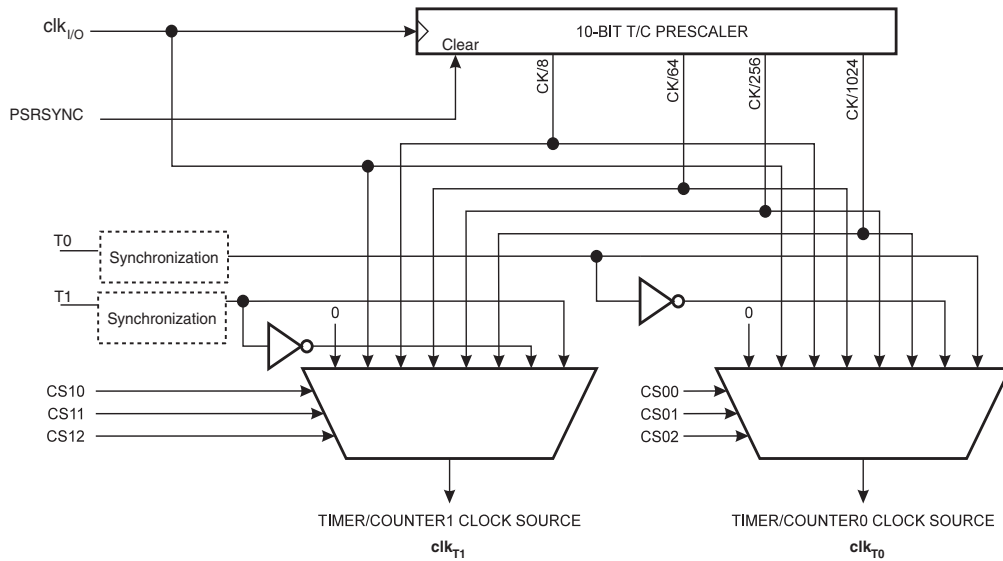 clkI/O
10-BIT T/C PRESCALER
Clear
CK/8
CK/64
CK/256
CK/1024
PSRSYNC
T0
Synchronization
T1
Synchronization
0
0
CS10
CS11
CS12
CS00
CS01
CS02
TIMER/COUNTER1 CLOCK SOURCE
clkT1
TIMER/COUNTER0 CLOCK SOURCE
clkT0